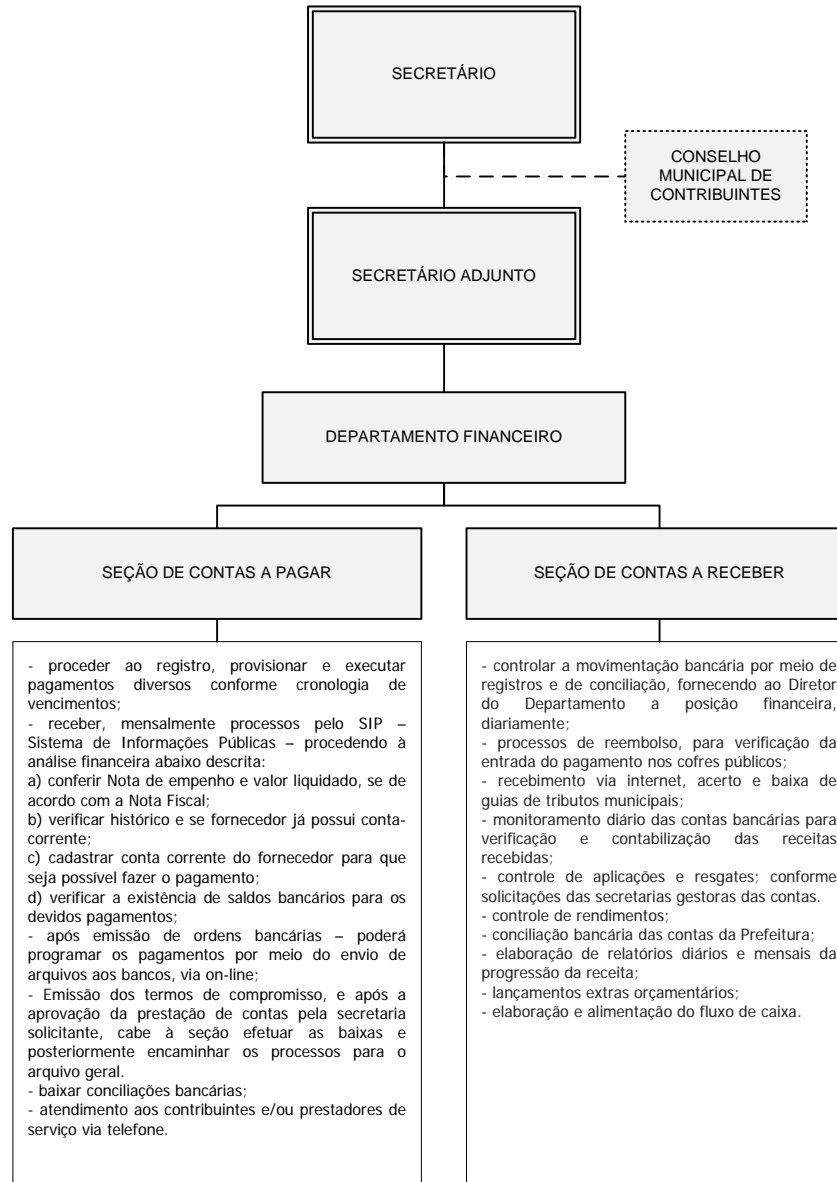 SECRETÁRIO
CONSELHO
MUNICIPAL DE
CONTRIBUINTES
SECRETÁRIO ADJUNTO
DEPARTAMENTO FINANCEIRO
SEÇÃO DE CONTAS A PAGAR
- proceder ao registro, provisionar e executar
pagamentos diversos conforme cronologia de
vencimentos;
- receber, mensalmente processos pelo SIP –
Sistema de Informações Públicas – procedendo à
análise financeira abaixo descrita:
a) conferir Nota de empenho e valor liquidado, se de
acordo com a Nota Fiscal;
b) verificar histórico e se fornecedor já possui conta-
corrente;
c) cadastrar conta corrente do fornecedor para que
seja possível fazer o pagamento;
d) verificar a existência de saldos bancários para os
devidos pagamentos;
- após emissão de ordens bancárias – poderá
programar os pagamentos por meio do envio de
arquivos aos bancos, via on-line;
- Emissão dos termos de compromisso, e após a
aprovação da prestação de contas pela secretaria
solicitante, cabe à seção efetuar as baixas e
posteriormente encaminhar os processos para o
arquivo geral.
- baixar conciliações bancárias;
- atendimento aos contribuintes e/ou prestadores de
serviço via telefone.
SEÇÃO DE CONTAS A RECEBER
- controlar a movimentação bancária por meio de
registros e de conciliação, fornecendo ao Diretor
do Departamento a posição financeira,
diariamente;
- processos de reembolso, para verificação da
entrada do pagamento nos cofres públicos;
- recebimento via internet, acerto e baixa de
guias de tributos municipais;
- monitoramento diário das contas bancárias para
verificação e contabilização das receitas
recebidas;
- controle de aplicações e resgates; conforme
solicitações das secretarias gestoras das contas.
- controle de rendimentos;
- conciliação bancária das contas da Prefeitura;
- elaboração de relatórios diários e mensais da
progressão da receita;
- lançamentos extras orçamentários;
- elaboração e alimentação do fluxo de caixa.